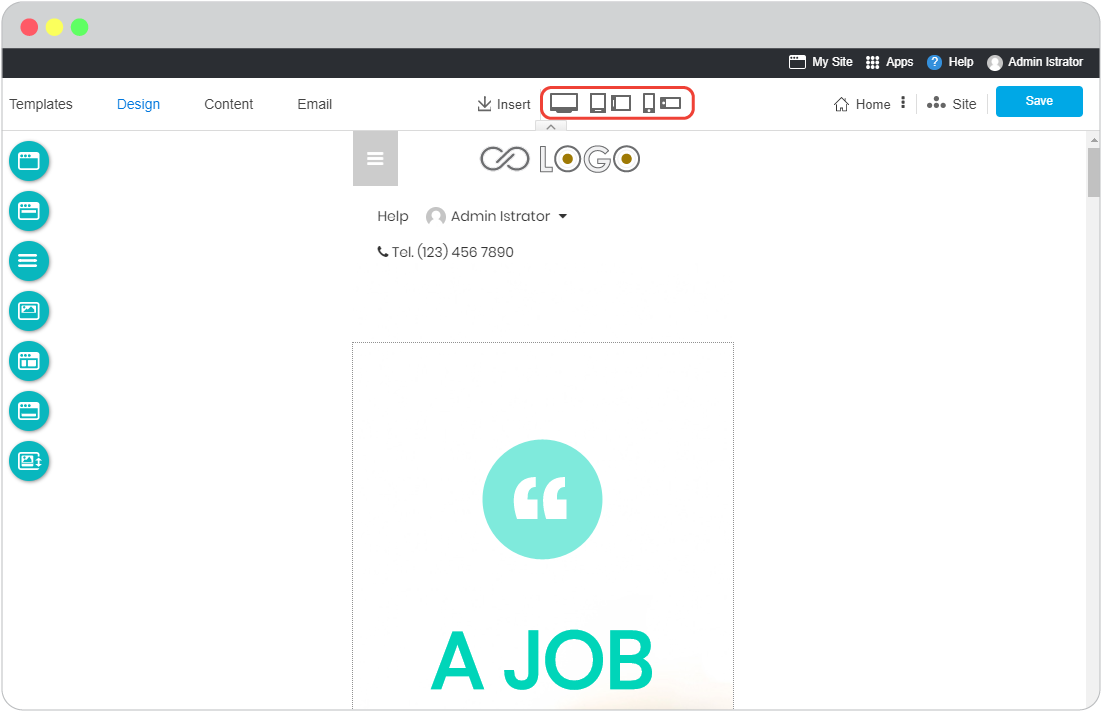 My Site Apps ? Help Admin Istrator
Templates Design Content Email Insert Home Site Save
LOGO
Help Admin Istrator
Tel. (123) 456 7890
“
A JOB